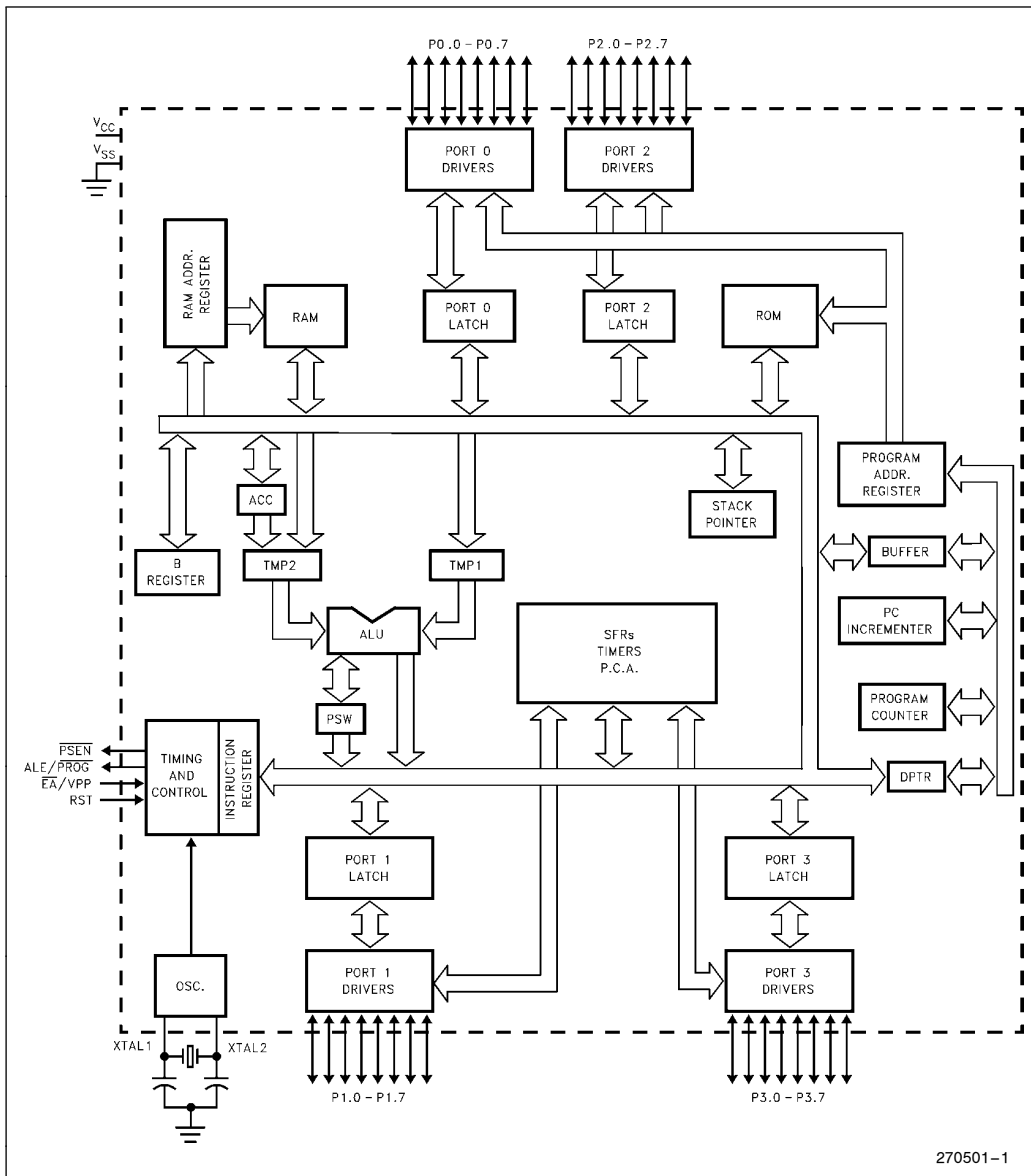 P0.0 – P0.7
P2.0 – P2.7
VCC
VSS
PORT 0
DRIVERS
PORT 2
DRIVERS
RAM ADDR.
REGISTER
RAM
PORT 0
LATCH
PORT 2
LATCH
ROM
PROGRAM
ADDR.
REGISTER
ACC
STACK
POINTER
B
REGISTER
TMP2
TMP1
BUFFER
ALU
SFRs
TIMERS
P.C.A.
PC
INCREMENTER
PSW
PROGRAM
COUNTER
PSEN
ALE/PROG
EA/VPP
RST
TIMING
AND
CONTROL
INSTRUCTION
REGISTER
DPTR
PORT 1
LATCH
PORT 3
LATCH
OSC.
PORT 1
DRIVERS
PORT 3
DRIVERS
XTAL1
XTAL2
P1.0 – P1.7
P3.0 – P3.7
270501–1